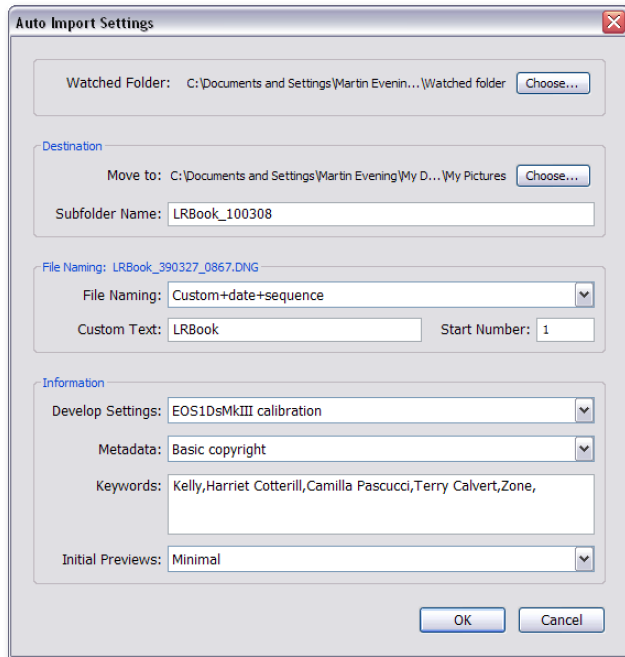 Auto Import Settings
Watched Folder: C:\Documents and Settings\Martin Evenin...\Watched folder Choose...
Destination
Move to: C:\Documents and Settings\Martin Evening\My D...\My Pictures Choose...
Subfolder Name: LRBook_100308
File Naming: LRBook_390327_0867.DNG
File Naming: Custom+date+sequence
Custom Text: LRBook Start Number: 1
Information
Develop Settings: EOS1DsMkIII calibration
Metadata: Basic copyright
Keywords: Kelly,Harriet Cotterill,Camilla Pascucci,Terry Calvert,Zone,
Initial Previews: Minimal
OK Cancel